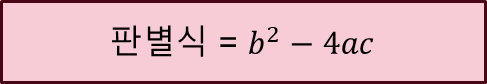 판별식 = b² − 4ac